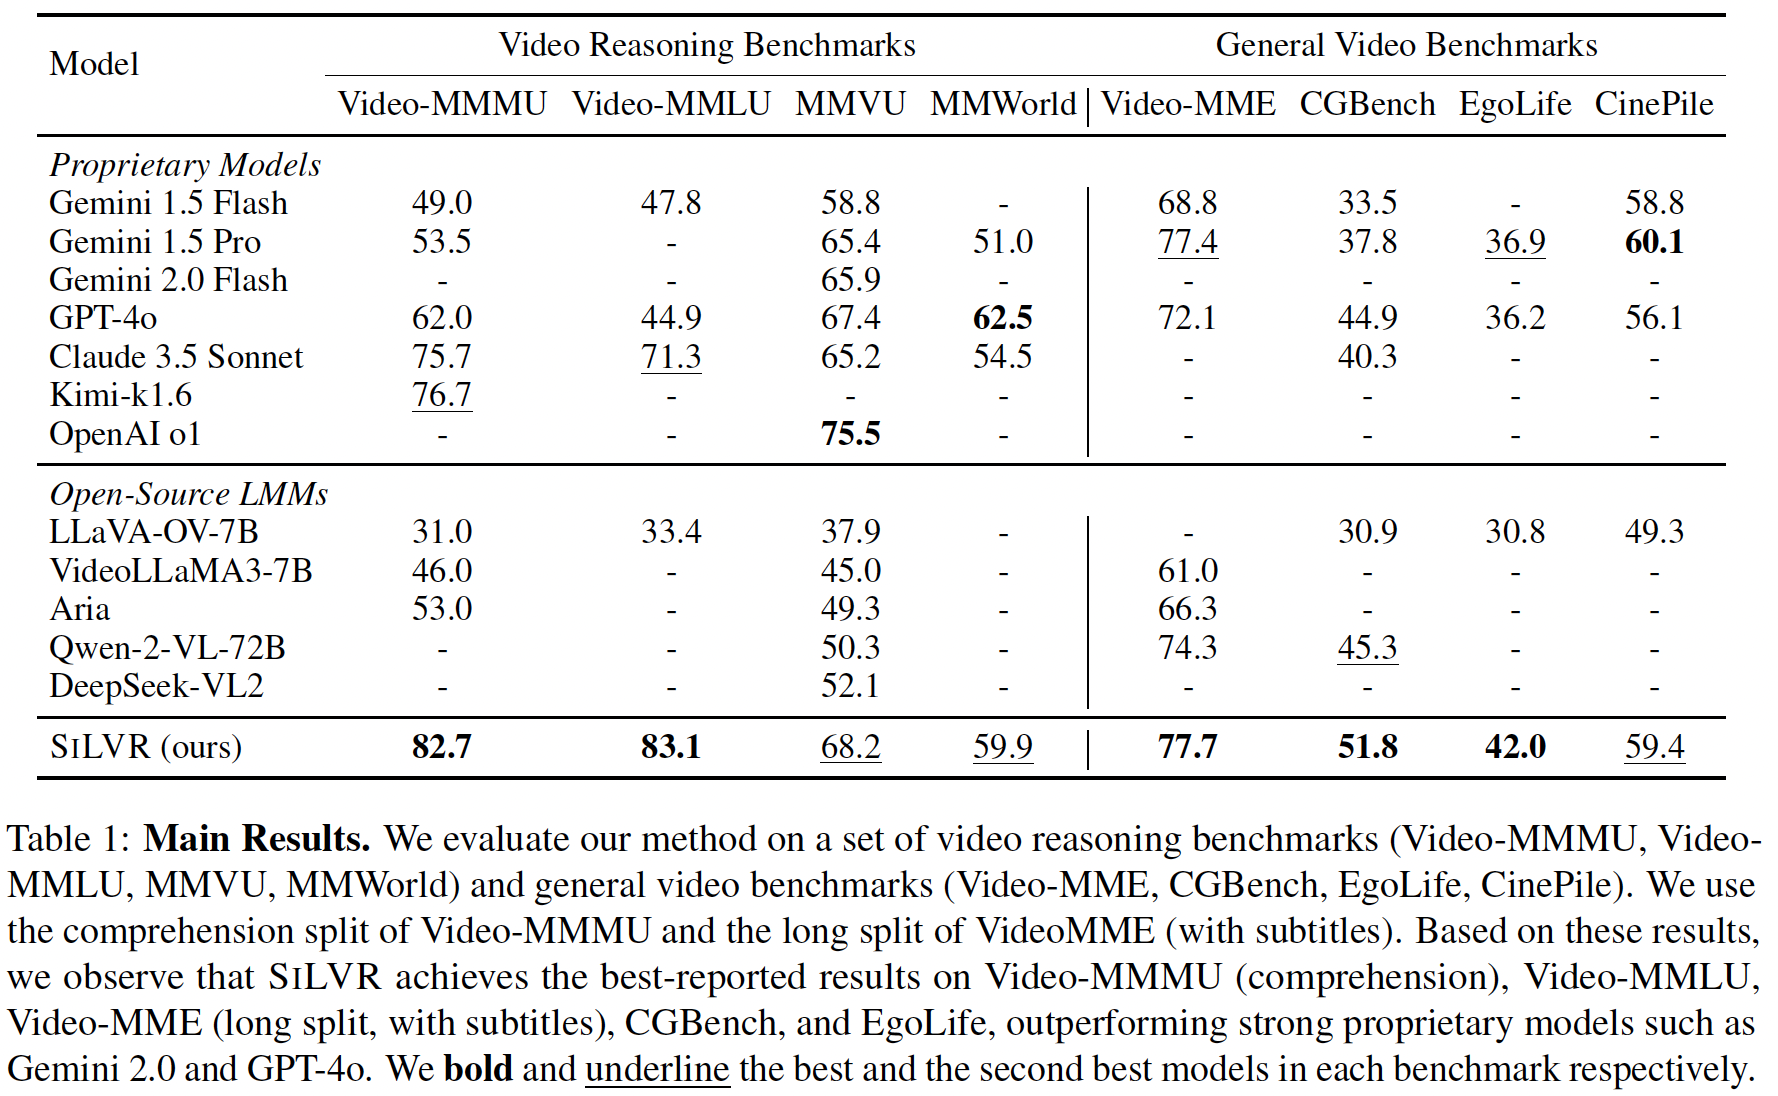 Model Video Reasoning Benchmarks General Video Benchmarks
Video-MMMU Video-MMLU MMVU MMWorld Video-MME CGBench EgoLife CinePile
Proprietary Models
Gemini 1.5 Flash 49.0 47.8 58.8 - 68.8 33.5 - 58.8
Gemini 1.5 Pro 53.5 - 65.4 51.0 77.4 37.8 36.9 60.1
Gemini 2.0 Flash - - 65.9 - - - - -
GPT-4o 62.0 44.9 67.4 62.5 72.1 44.9 36.2 56.1
Claude 3.5 Sonnet 75.7 71.3 65.2 54.5 - 40.3 - -
Kimi-k1.6 76.7 - - - - - - -
OpenAI o1 - - 75.5 - - - - -
Open-Source LMMs
LLaVA-OV-7B 31.0 33.4 37.9 - - 30.9 30.8 49.3
VideoLLaMA3-7B 46.0 - 45.0 - 61.0 - - -
Aria 53.0 - 49.3 - 66.3 - - -
Qwen-2-VL-72B - - 50.3 - 74.3 45.3 - -
DeepSeek-VL2 - - 52.1 - - - - -
SILVR (ours) 82.7 83.1 68.2 59.9 77.7 51.8 42.0 59.4
Table 1: Main Results. We evaluate our method on a set of video reasoning benchmarks (Video-MMMU, Video-
MMLU, MMVU, MMWorld) and general video benchmarks (Video-MME, CGBench, EgoLife, CinePile). We use
the comprehension split of Video-MMMU and the long split of VideoMME (with subtitles). Based on these results,
we observe that SILVR achieves the best-reported results on Video-MMMU (comprehension), Video-MMLU,
Video-MME (long split, with subtitles), CGBench, and EgoLife, outperforming strong proprietary models such as
Gemini 2.0 and GPT-4o. We bold and underline the best and the second best models in each benchmark respectively.